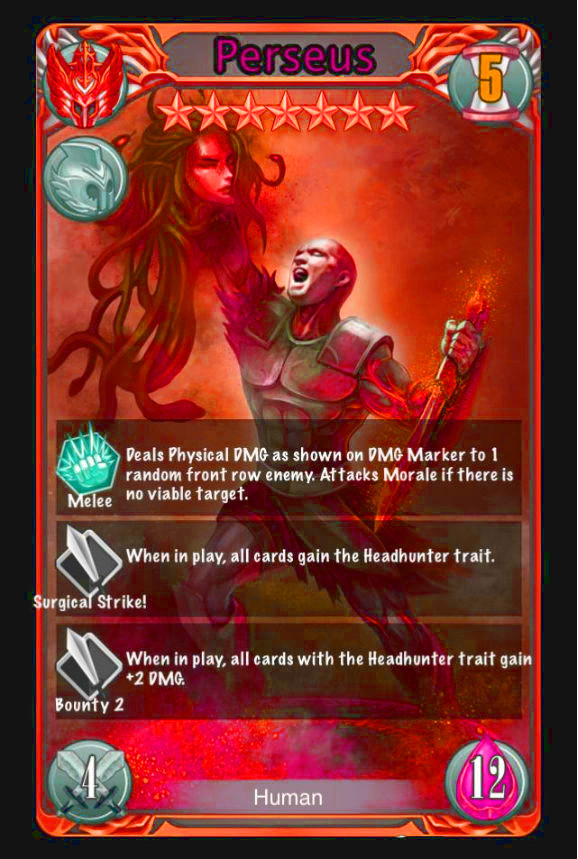 Perseus
5
Deals Physical DMG as shown on DMG Marker to 1
random front row enemy. Attacks Morale if there is
no viable target.
Melee
When in play, all cards gain the Headhunter trait.
Surgical Strike!
When in play, all cards with the Headhunter trait gain
+2 DMG.
Bounty 2
4
Human
12